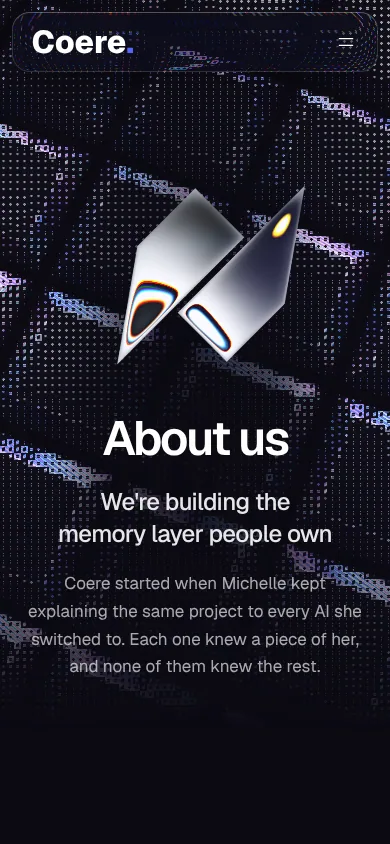 Coere.
About us
We're building the
memory layer people own
Coere started when Michelle kept
explaining the same project to every AI she
switched to. Each one knew a piece of her,
and none of them knew the rest.